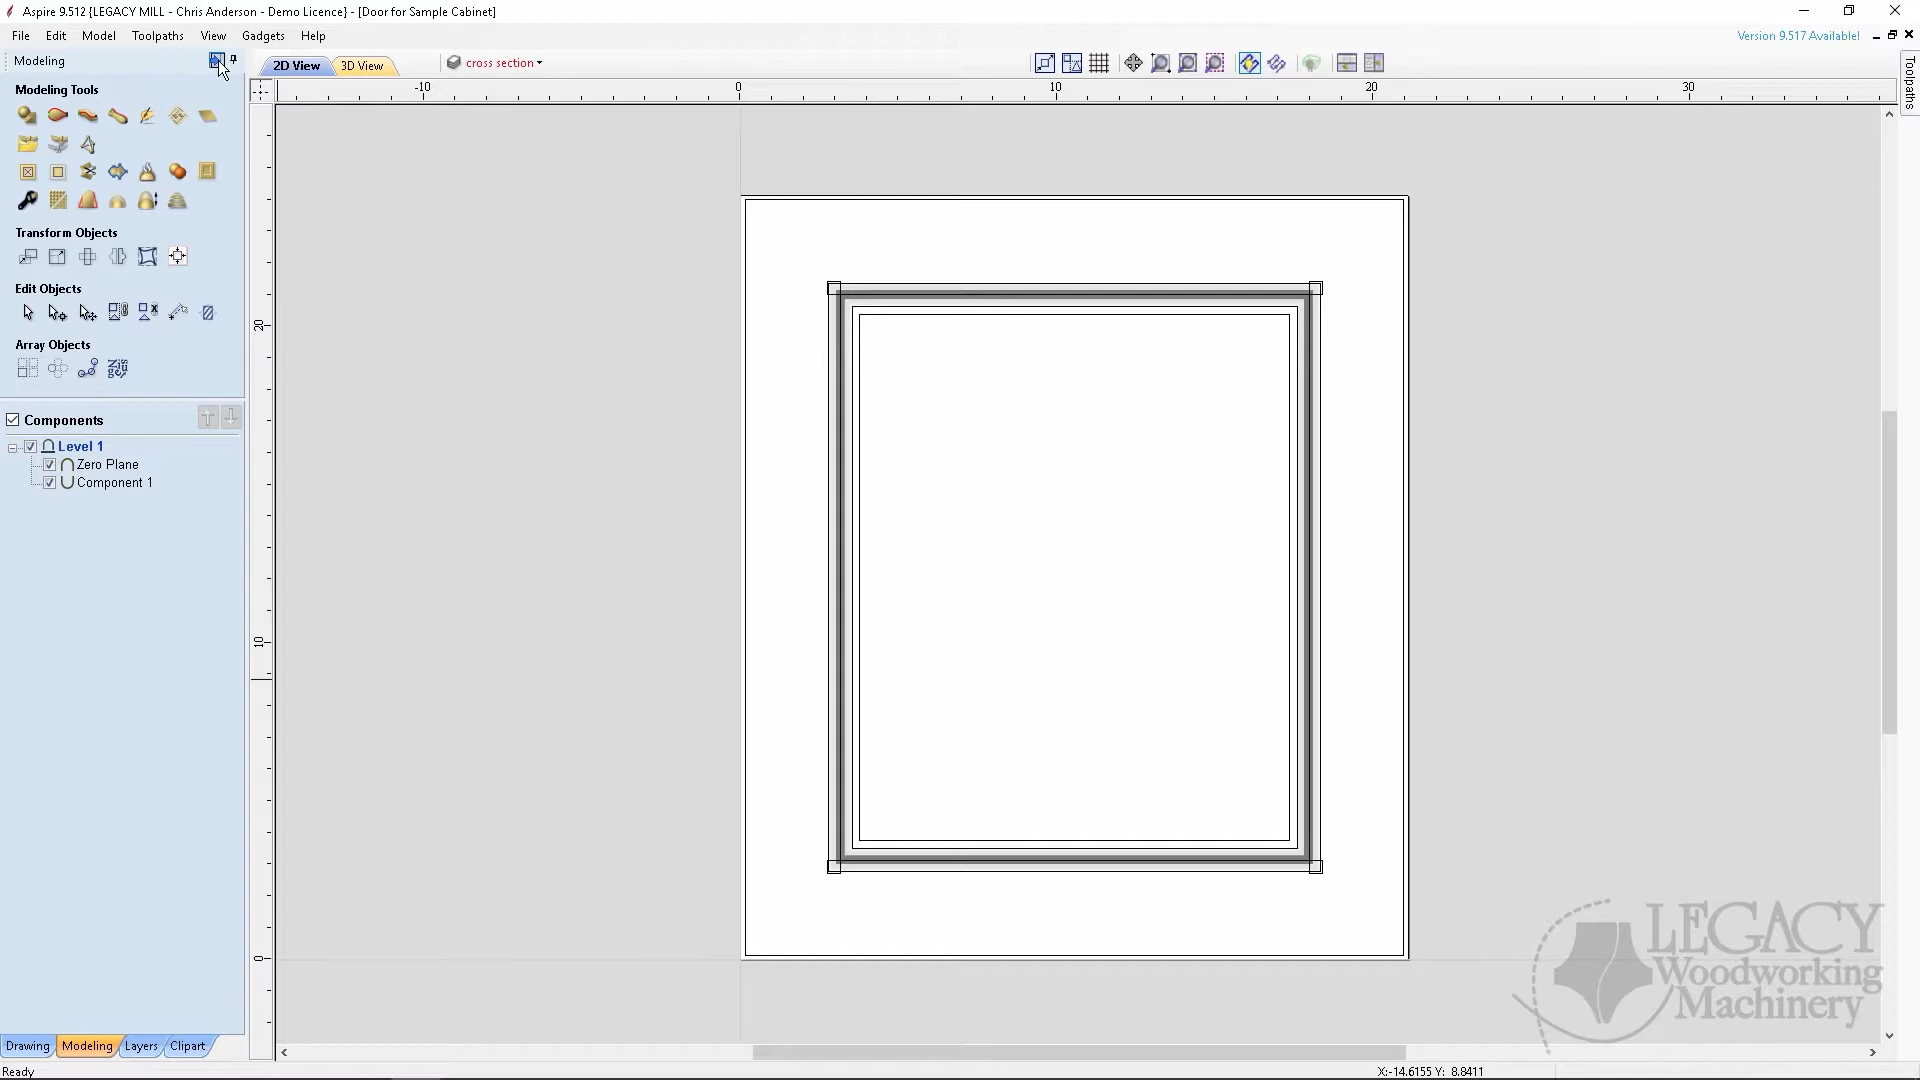 Aspire 9.512 {LEGACY MILL - Chris Anderson - Demo Licence} - [Door for Sample Cabinet]
File Edit Model Toolpaths View Gadgets Help
Version 9.517 Available!
Modeling
2D View 3D View cross section
Toolpaths
-10 0 10 20 30
Modeling Tools
Transform Objects
Edit Objects
Array Objects
Components
Level 1
Zero Plane
Component 1
20
10
0
LEGACY
Woodworking
Machinery
Drawing Modeling Layers Clipart
Ready
X:-14.6155 Y: 8.8411